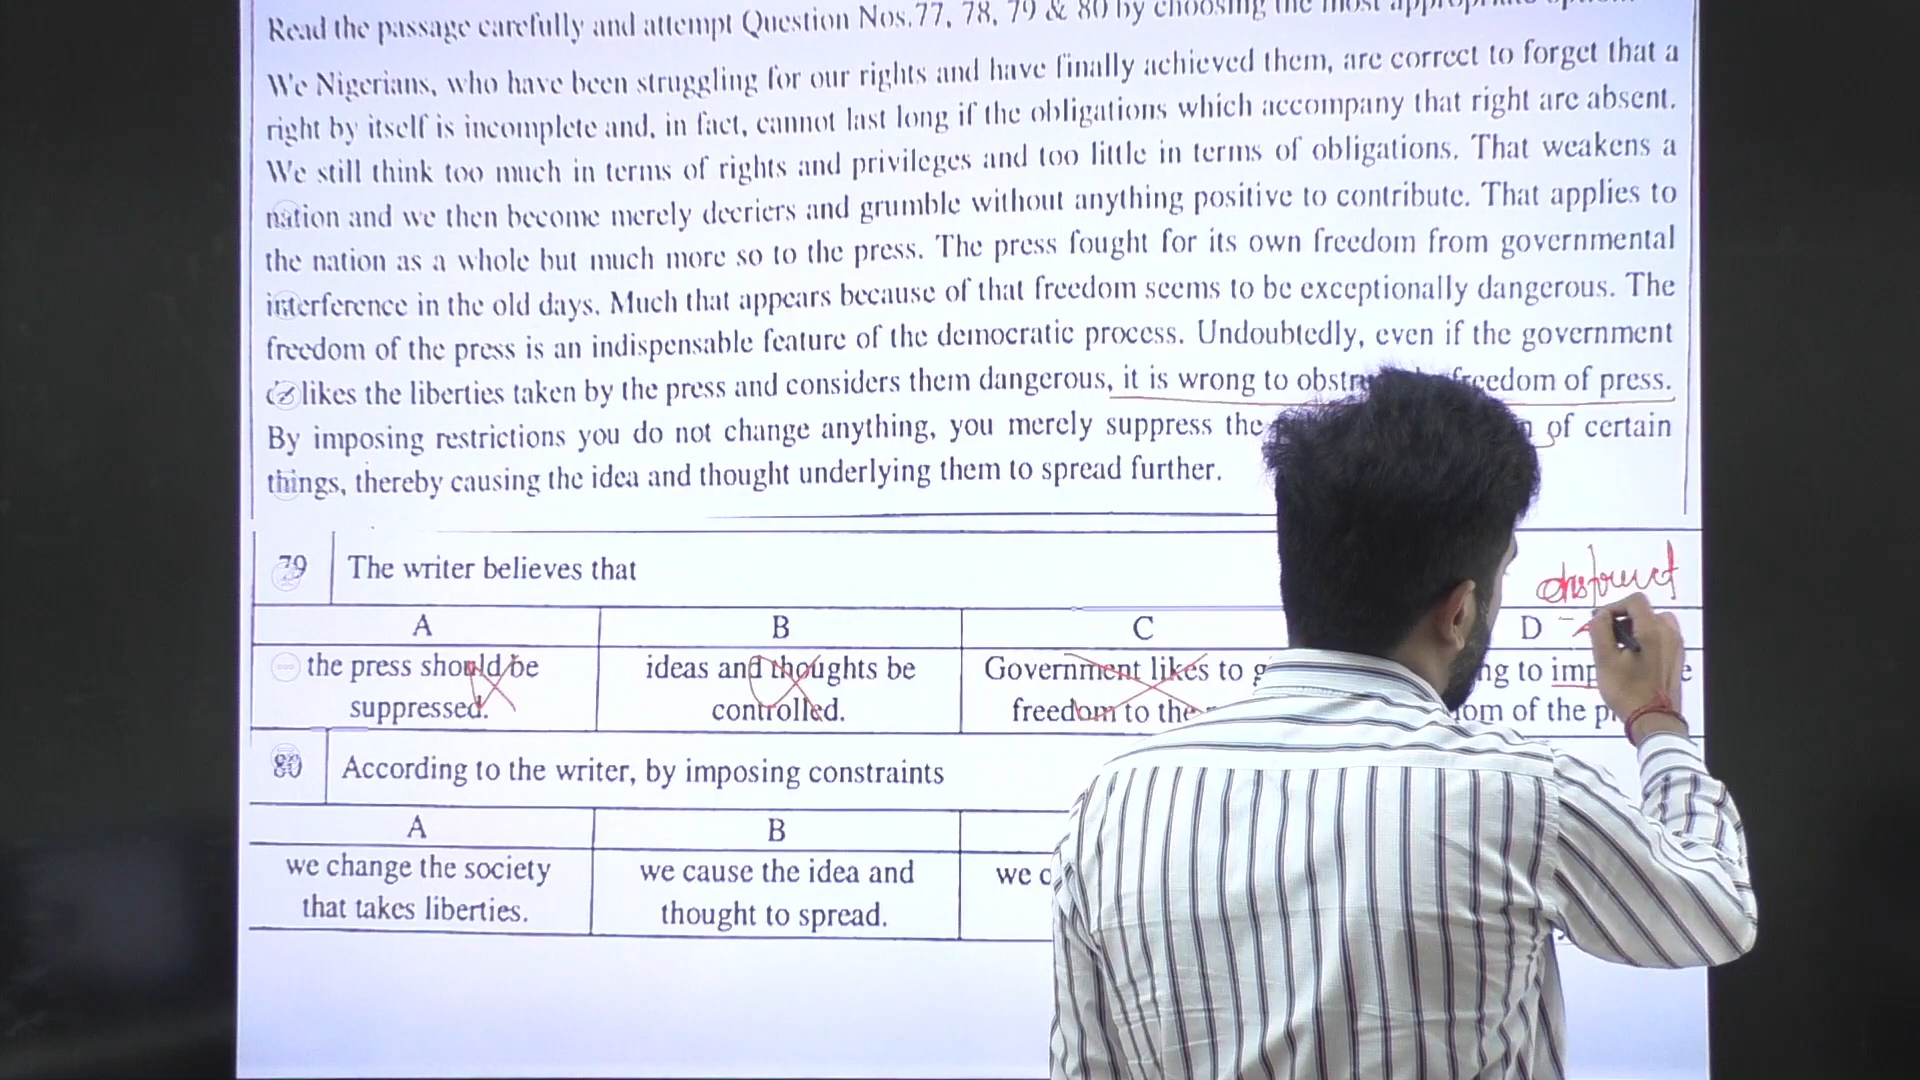 Read the passage carefully and attempt Question Nos.77, 78, 79 & 80 by choosing the most appropriate
We Nigerians, who have been struggling for our rights and have finally achieved them, are correct to forget that a
right by itself is incomplete and, in fact, cannot last long if the obligations which accompany that right are absent.
We still think too much in terms of rights and privileges and too little in terms of obligations. That weakens a
nation and we then become merely decriers and grumble without anything positive to contribute. That applies to
the nation as a whole but much more so to the press. The press fought for its own freedom from governmental
interference in the old days. Much that appears because of that freedom seems to be exceptionally dangerous. The
freedom of the press is an indispensable feature of the democratic process. Undoubtedly, even if the government
likes the liberties taken by the press and considers them dangerous, it is wrong to freedom of press.
By imposing restrictions you do not change anything, you merely suppress the of certain
things, thereby causing the idea and thought underlying them to spread further.
79 The writer believes that
A B C D
the press should be ideas and thoughts be Government likes to to
suppressed. controlled. freedom to the of the
80 According to the writer, by imposing constraints
A B
we change the society we cause the idea and we
that takes liberties. thought to spread.